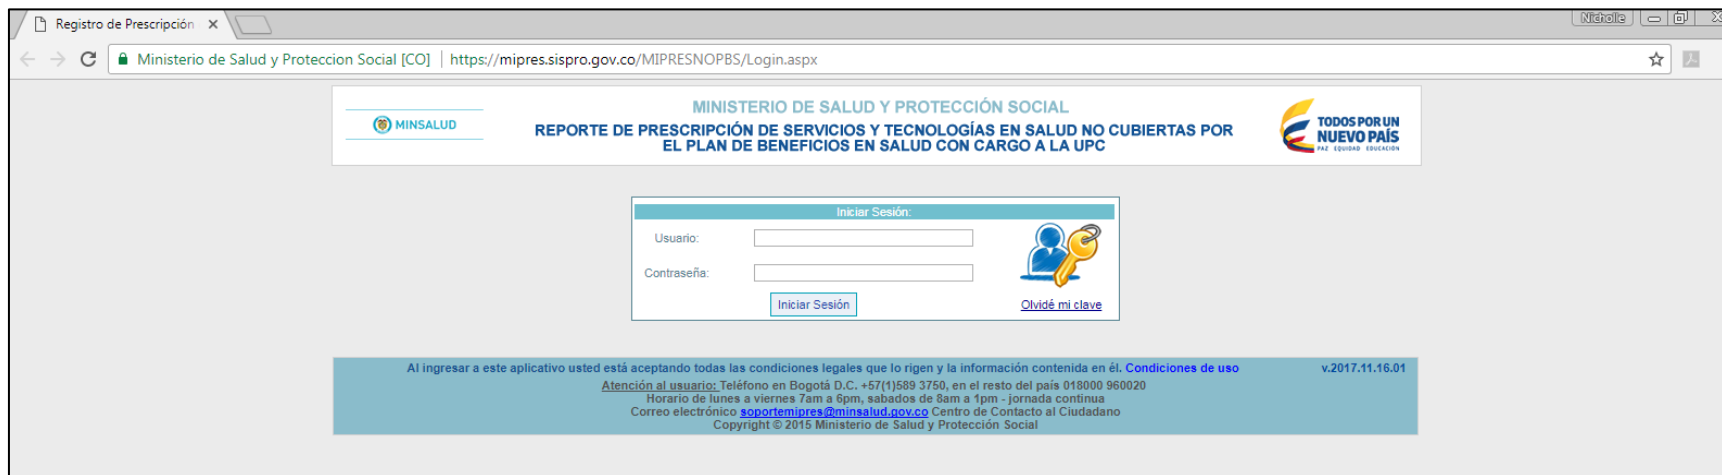 Registro de Prescripción
Nicholle
Ministerio de Salud y Proteccion Social [CO] | https://mipres.sispro.gov.co/MIPRESNOPBS/Login.aspx
MINSALUD
MINISTERIO DE SALUD Y PROTECCIÓN SOCIAL
REPORTE DE PRESCRIPCIÓN DE SERVICIOS Y TECNOLOGÍAS EN SALUD NO CUBIERTAS POR
EL PLAN DE BENEFICIOS EN SALUD CON CARGO A LA UPC
TODOS POR UN
NUEVO PAÍS
PAZ EQUIDAD EDUCACIÓN
Iniciar Sesión:
Usuario:
Contraseña:
Iniciar Sesión
Olvidé mi clave
Al ingresar a este aplicativo usted está aceptando todas las condiciones legales que lo rigen y la información contenida en él. Condiciones de uso
v.2017.11.16.01
Atención al usuario: Teléfono en Bogotá D.C. +57(1)589 3750, en el resto del país 018000 960020
Horario de lunes a viernes 7am a 6pm, sabados de 8am a 1pm - jornada continua
Correo electrónico soportemipres@minsalud.gov.co Centro de Contacto al Ciudadano
Copyright © 2015 Ministerio de Salud y Protección Social